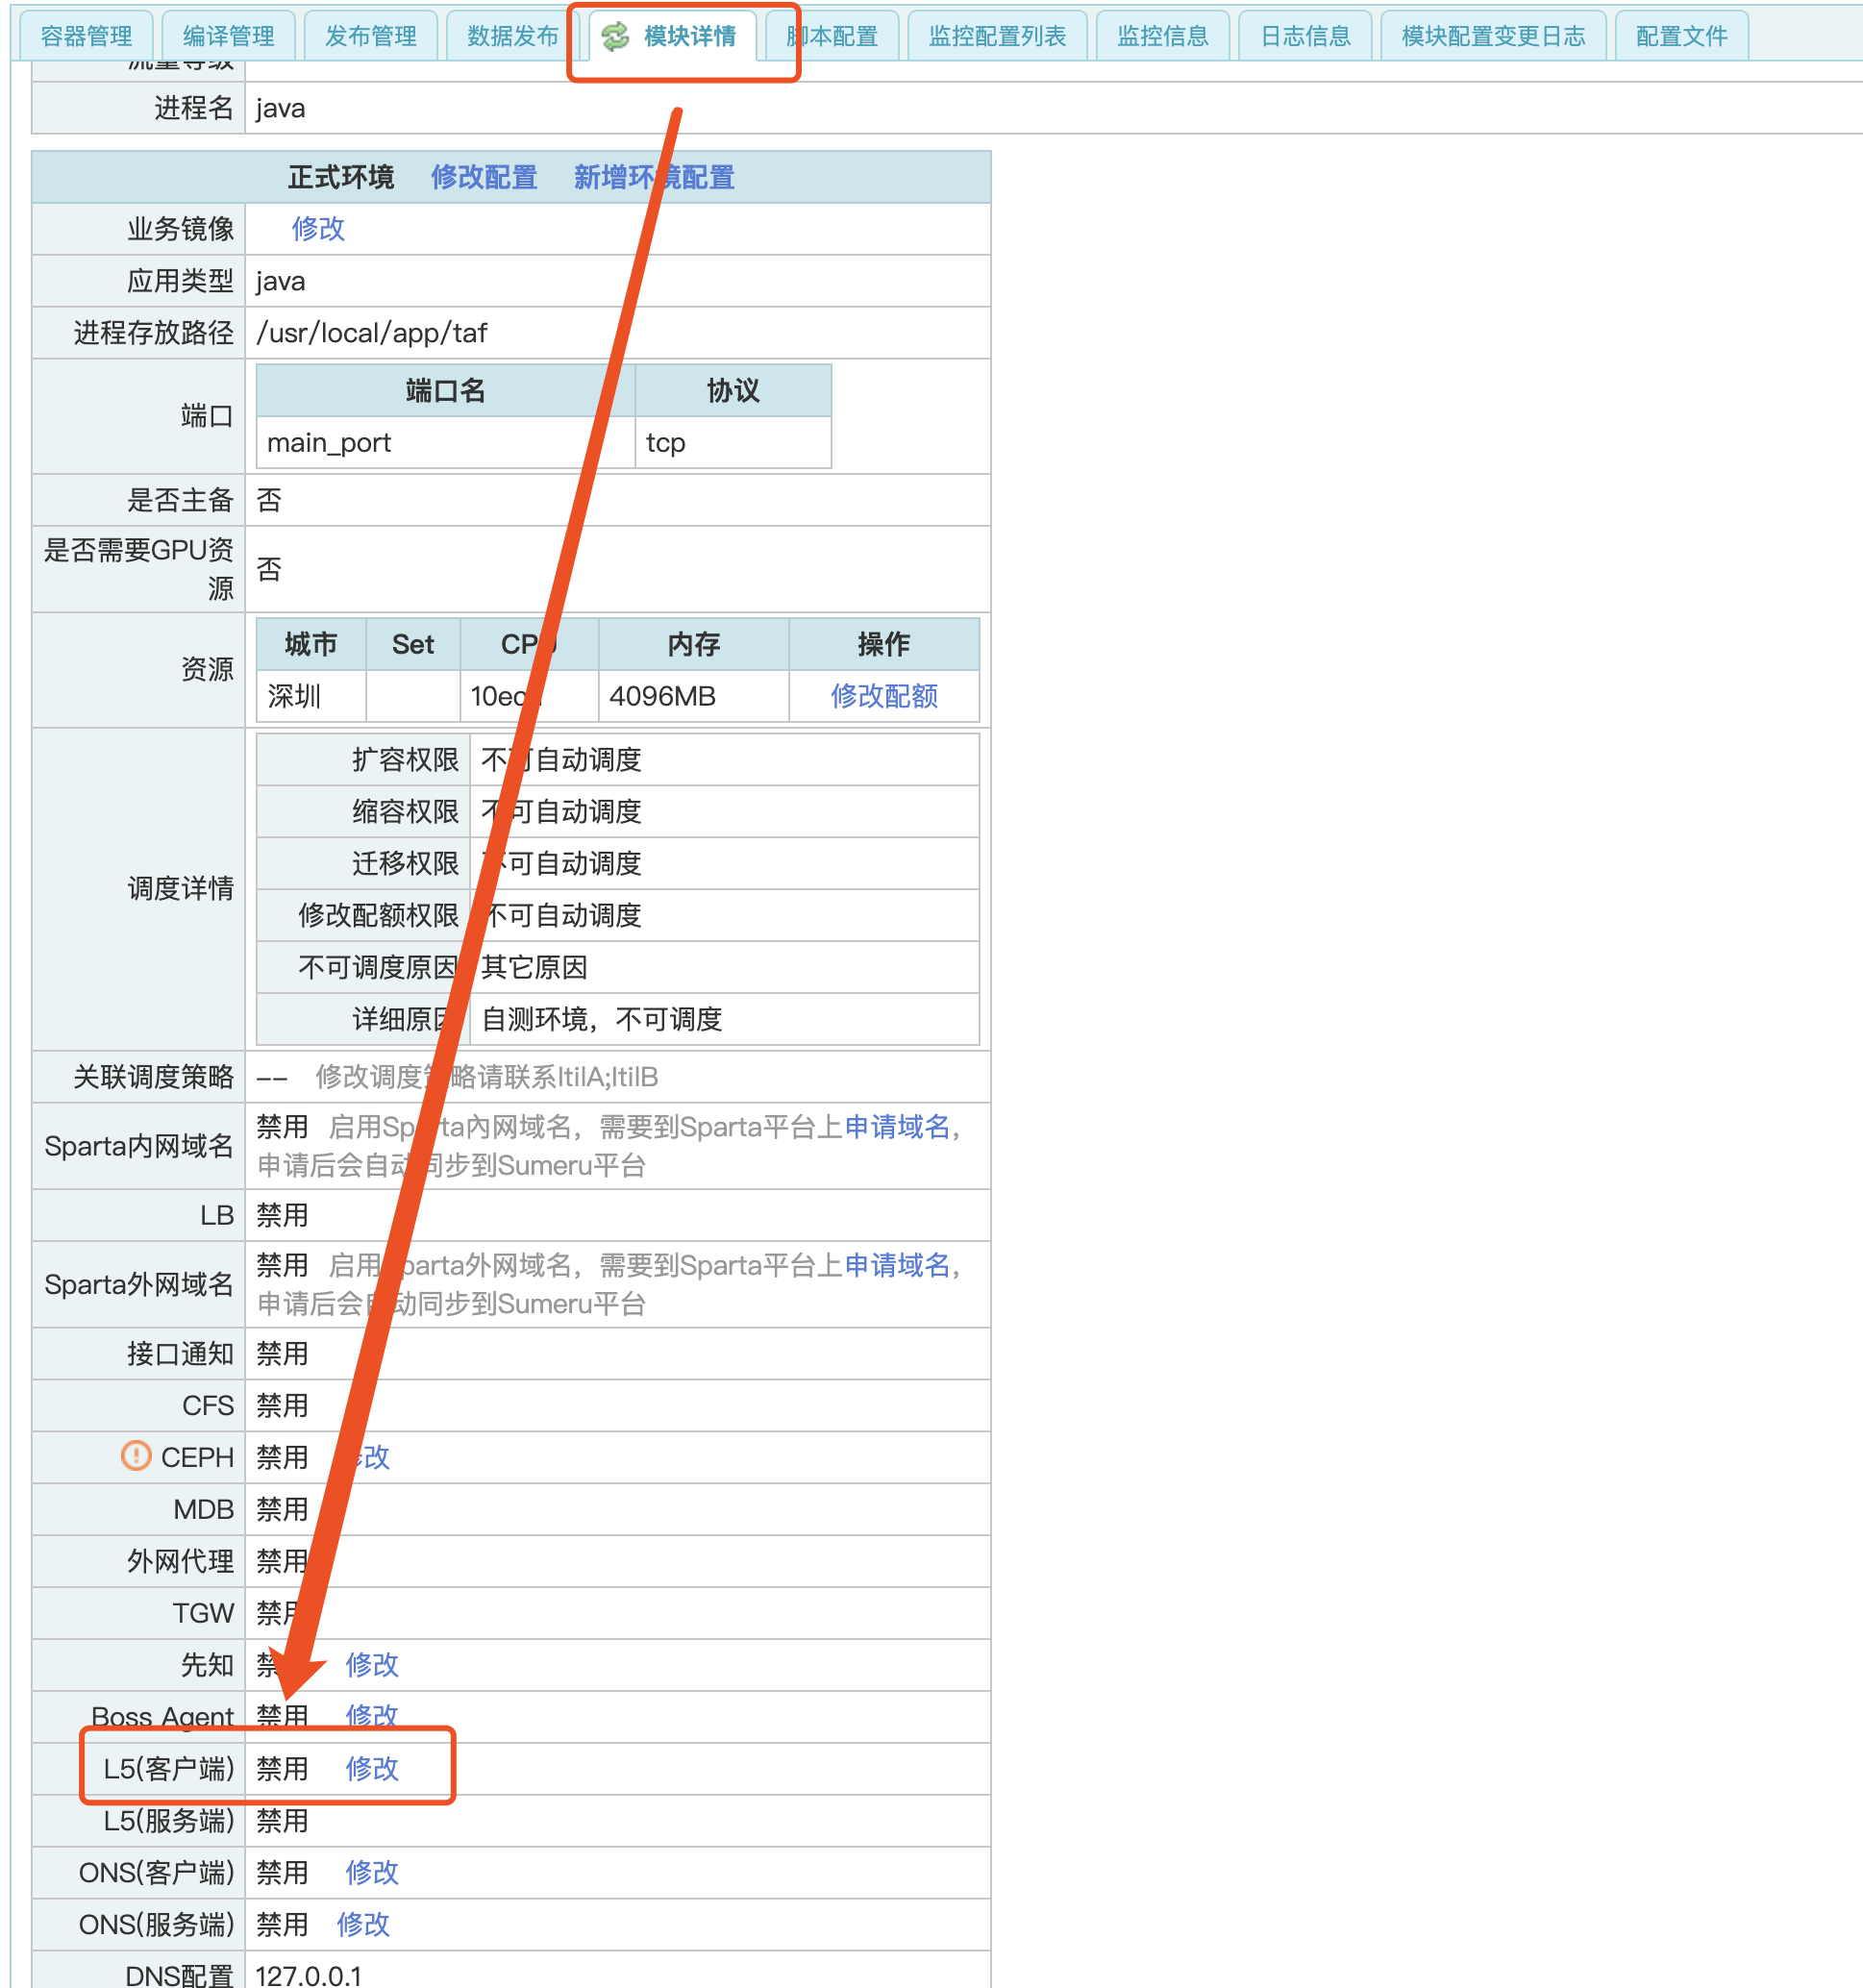 容器管理 编译管理 发布管理 数据发布 模块详情 脚本配置 监控配置列表 监控信息 日志信息 模块配置变更日志 配置文件
进程名 java
正式环境 修改配置 新增环境配置
业务镜像 修改
应用类型 java
进程存放路径 /usr/local/app/taf
端口 端口名 协议
main_port tcp
是否主备 否
是否需要GPU资
源 否
资源 城市 Set CPU 内存 操作
深圳 4096MB 修改配额
调度详情
扩容权限 不可自动调度
缩容权限 不可自动调度
迁移权限 不可自动调度
修改配额权限 不可自动调度
不可调度原因 其它原因
详细原因 自测环境，不可调度
关联调度策略 -- 修改调度策略请联系ItilA;ItilB
Sparta内网域名 禁用 启用Sparta内网域名，需要到Sparta平台上申请域名，
申请后会自动同步到Sumeru平台
LB 禁用
Sparta外网域名 禁用 启用Sparta外网域名，需要到Sparta平台上申请域名，
申请后会自动同步到Sumeru平台
接口通知 禁用
CFS 禁用
CEPH 禁用 修改
MDB 禁用
外网代理 禁用
TGW 禁用
先知 禁用 修改
Boss Agent 禁用 修改
L5(客户端) 禁用 修改
L5(服务端) 禁用
ONS(客户端) 禁用 修改
ONS(服务端) 禁用 修改
DNS配置 127.0.0.1